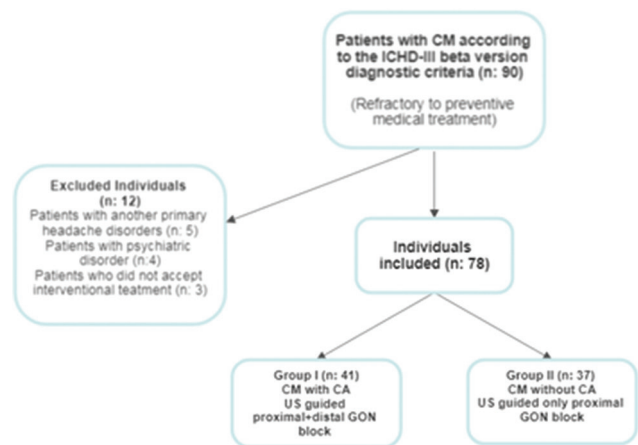 Patients with CM according
to the ICHD-III beta version
diagnostic criteria (n: 90)
(Refractory to preventive
medical treatment)
Excluded Individuals
(n: 12)
Patients with another primary
headache disorders (n: 5)
Patients with psychiatric
disorder (n:4)
Patients who did not accept
interventional teatment (n: 3)
Individuals
included (n: 78)
Group I (n: 41)
CM with CA
US guided
proximal+distal GON
block
Group II (n: 37)
CM without CA
US guided only proximal
GON block